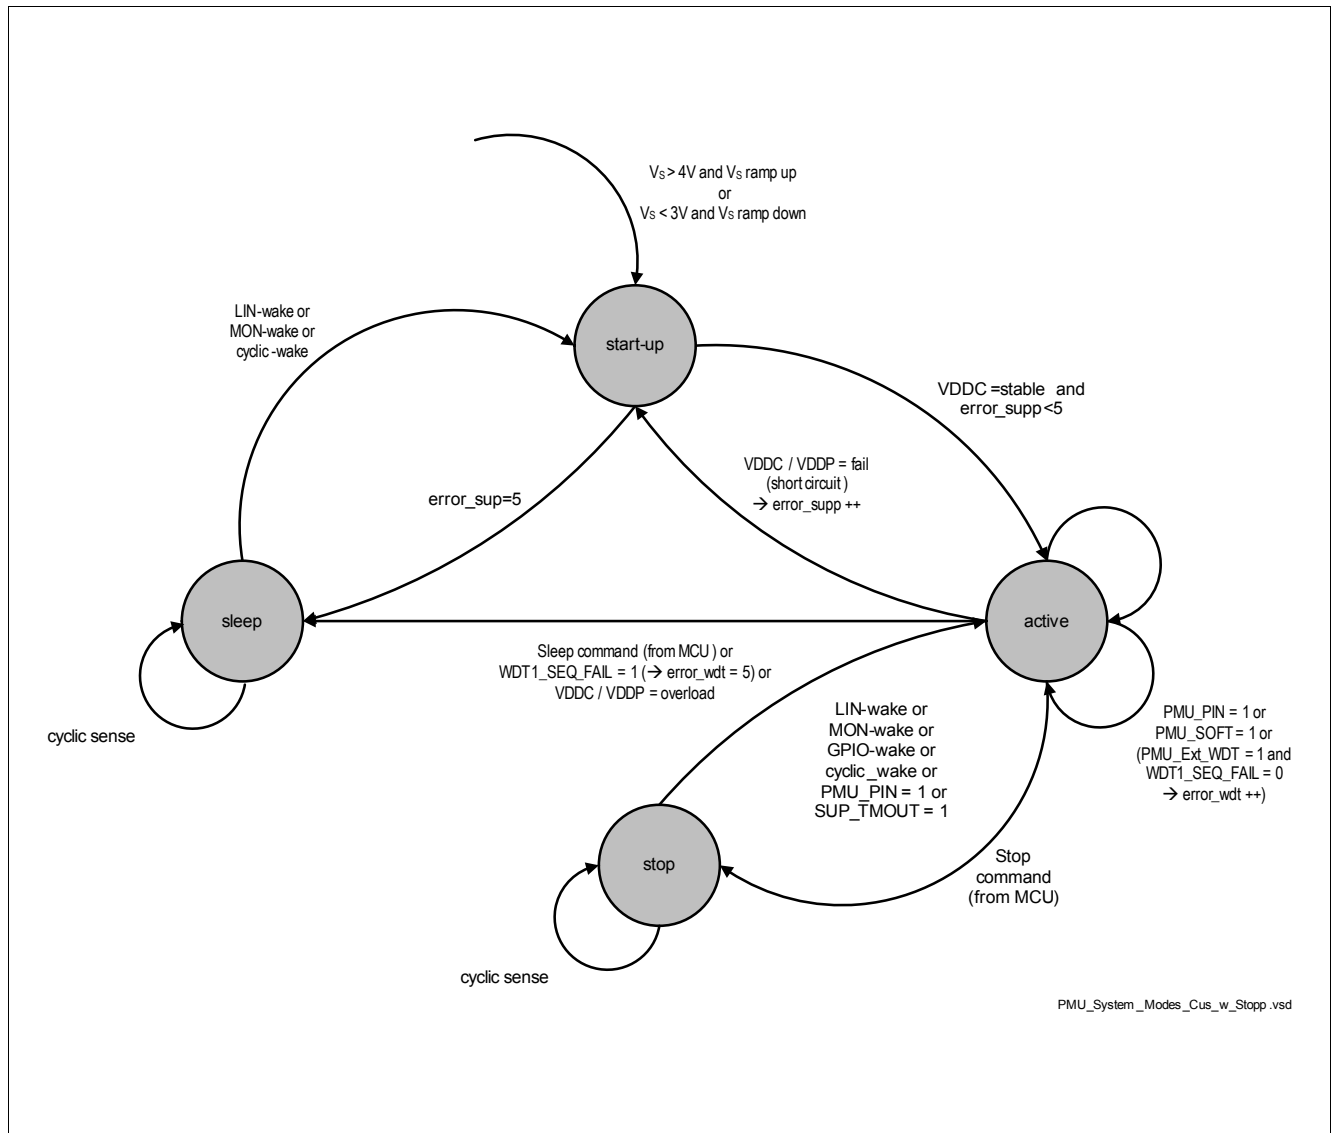 Vs > 4V and Vs ramp up
or
Vs < 3V and Vs ramp down
LIN-wake or
MON-wake or
cyclic-wake
start-up
VDDC =stable and
error_supp<5
VDDC / VDDP = fail
(short circuit)
→ error_supp ++
error_sup=5
sleep
active
Sleep command (from MCU) or
WDT1_SEQ_FAIL = 1 (→ error_wdt = 5) or
VDDC / VDDP = overload
cyclic sense
LIN-wake or
MON-wake or
GPIO-wake or
cyclic_wake or
PMU_PIN = 1 or
SUP_TMOUT = 1
PMU_PIN = 1 or
PMU_SOFT = 1 or
(PMU_Ext_WDT = 1 and
WDT1_SEQ_FAIL = 0
→ error_wdt ++)
stop
Stop
command
(from MCU)
cyclic sense
PMU_System_Modes_Cus_w_Stopp.vsd